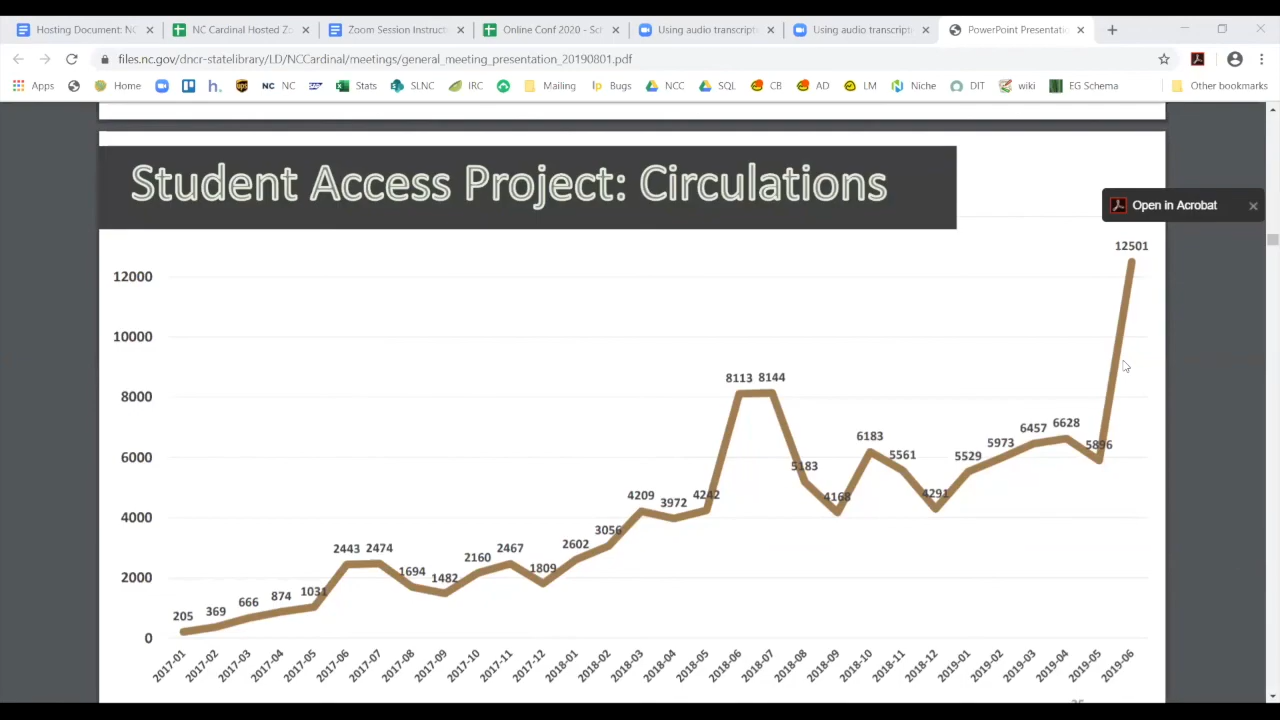 Hosting Document: NC
NC Cardinal Hosted Zo
Zoom Session Instruct
Online Conf 2020 - Sch
Using audio transcripti
Using audio transcripti
PowerPoint Presentatio
files.nc.gov/dncr-statelibrary/LD/NCCardinal/meetings/general_meeting_presentation_20190801.pdf
Apps Home h. ups NC NC SAP Stats SLNC IRC Mailing lp Bugs NCC SQL CB AD LM Niche DIT wiki EG Schema Other bookmarks
Student Access Project: Circulations
Open in Acrobat
12501
12000
10000
8113 8144
8000
6183
5561
5183
4168
4291
5529
5973
6457
6628
5896
6000
4209
3972
4242
4000
2443 2474
1694
1482
2160
2467
1809
2602
3056
2000
205
369
666
874
1031
0
2017-01 2017-02 2017-03 2017-04 2017-05 2017-06 2017-07 2017-08 2017-09 2017-10 2017-11 2017-12 2018-01 2018-02 2018-03 2018-04 2018-05 2018-06 2018-07 2018-08 2018-09 2018-10 2018-11 2018-12 2019-01 2019-02 2019-03 2019-04 2019-05 2019-06